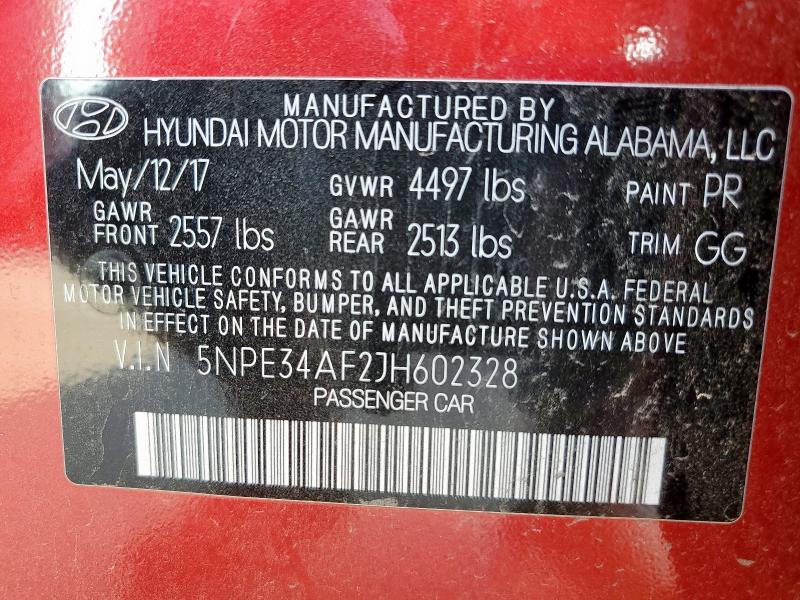 MANUFACTURED BY
HYUNDAI MOTOR MANUFACTURING ALABAMA, LLC
May/12/17 GVWR 4497 lbs PAINT PR
GAWR FRONT 2557 lbs GAWR REAR 2513 lbs TRIM GG
THIS VEHICLE CONFORMS TO ALL APPLICABLE U.S.A. FEDERAL
MOTOR VEHICLE SAFETY, BUMPER, AND THEFT PREVENTION STANDARDS
IN EFFECT ON THE DATE OF MANUFACTURE SHOWN ABOVE
V.I.N 5NPE34AF2JH602328
PASSENGER CAR